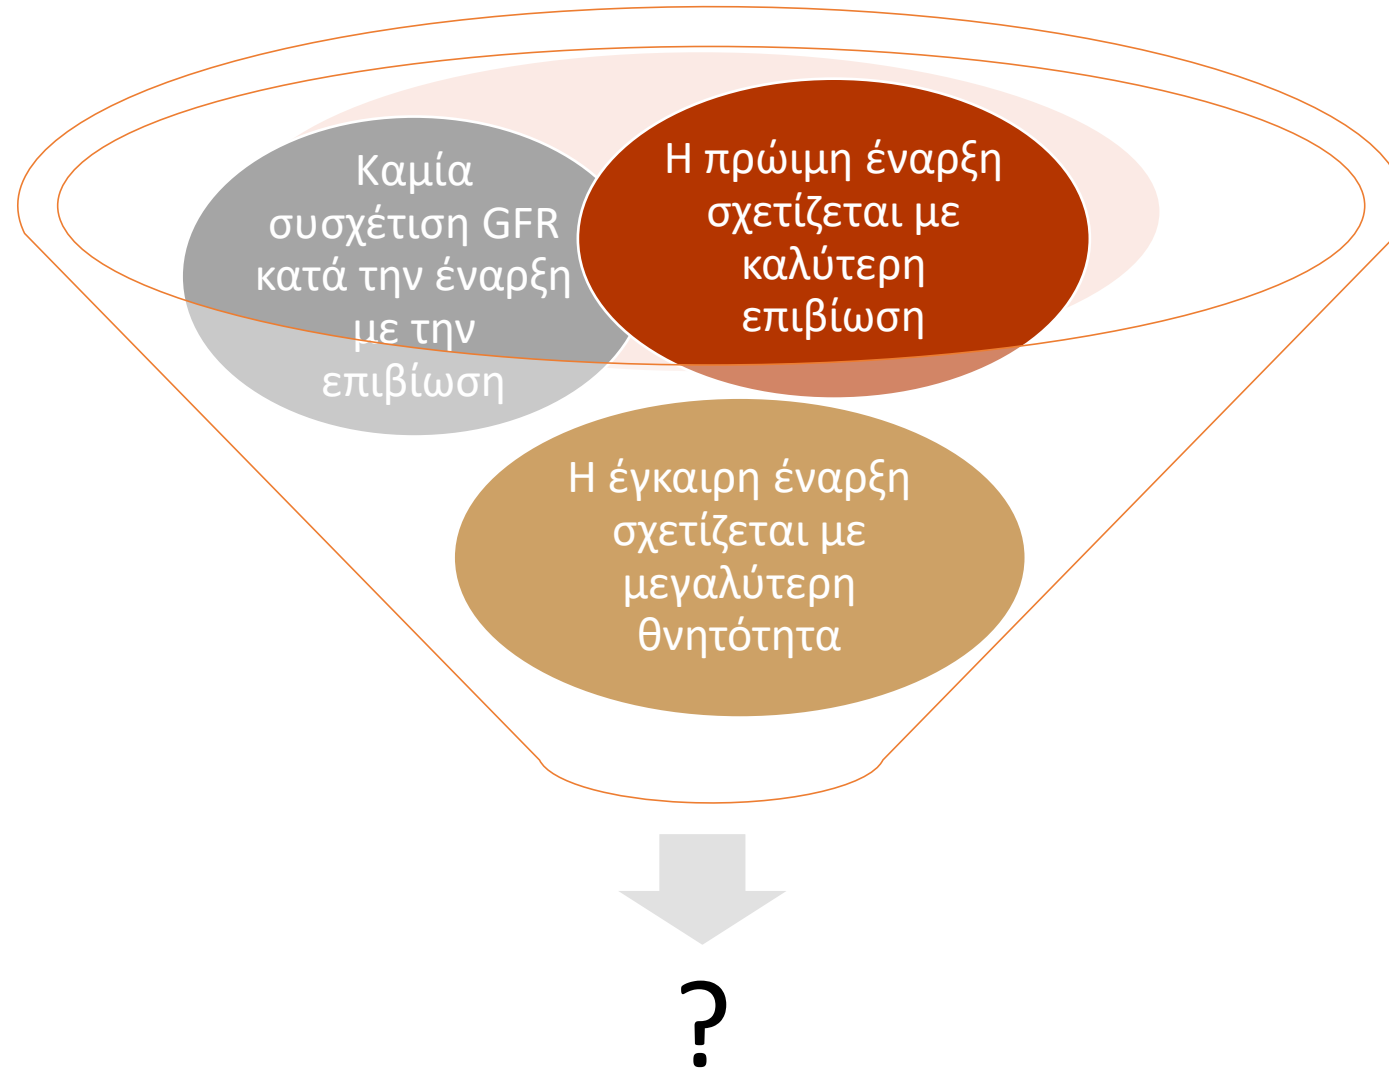 Καμία
συσχέτιση GFR
κατά την έναρξη
με την
επιβίωση
Η πρώιμη έναρξη
σχετίζεται με
καλύτερη
επιβίωση
Η έγκαιρη έναρξη
σχετίζεται με
μεγαλύτερη
θνητότητα
?